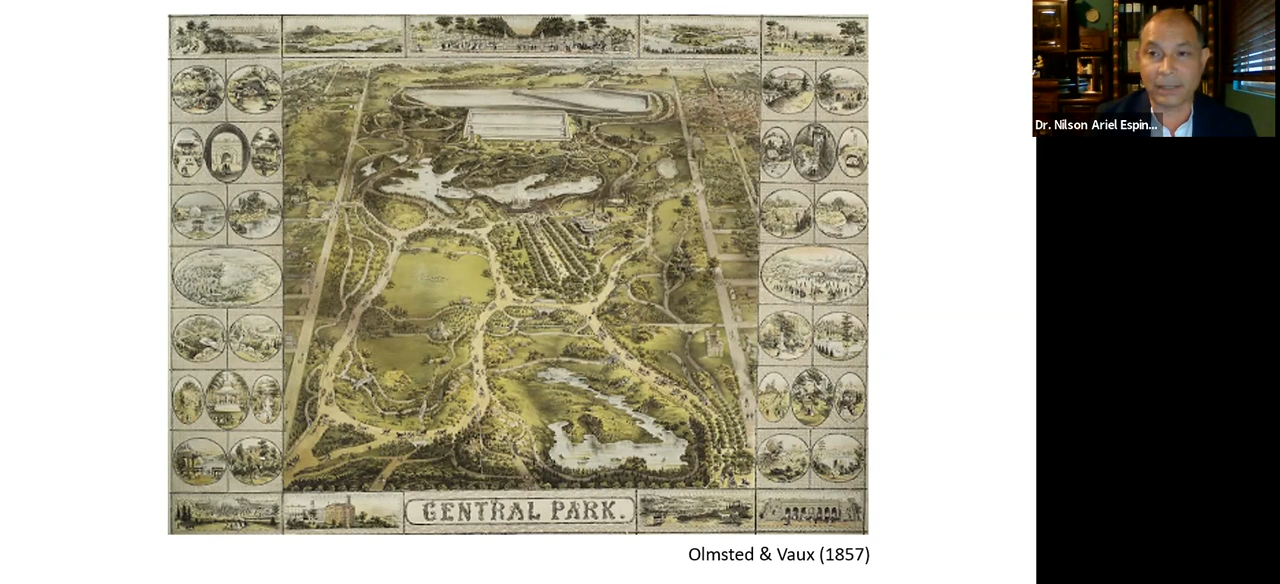 Dr. Nilson Ariel Espin...
CENTRAL PARK.
Olmsted & Vaux (1857)